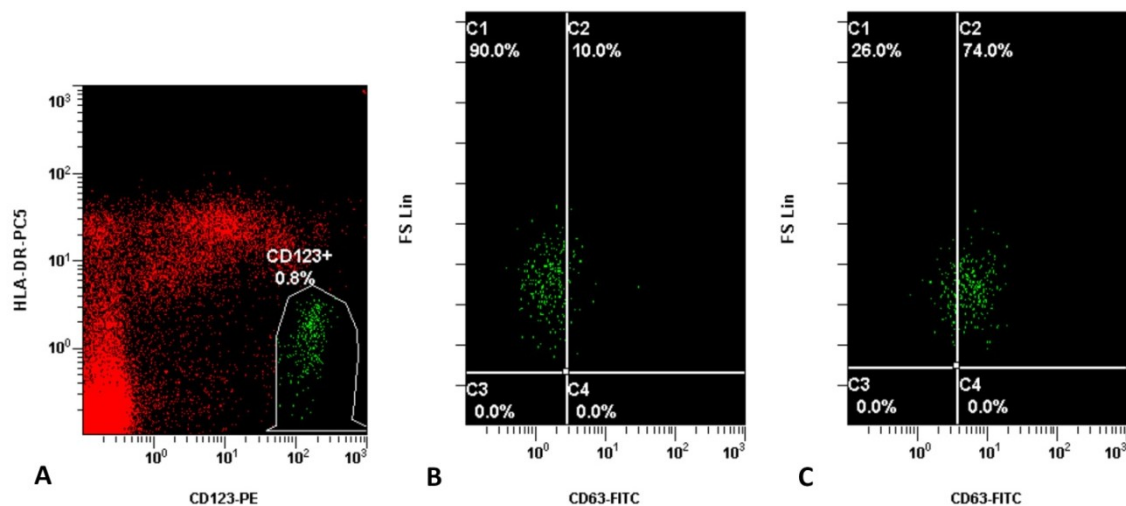 HLA-DR-PC5
10³
10²
10¹
10⁰
CD123+
0.8%
10⁰ 10¹ 10² 10³
CD123-PE
A
C1
90.0%
C2
10.0%
FS Lin
C3
0.0%
C4
0.0%
10⁰ 10¹ 10² 10³
CD63-FITC
B
C1
26.0%
C2
74.0%
FS Lin
C3
0.0%
C4
0.0%
10⁰ 10¹ 10² 10³
CD63-FITC
C